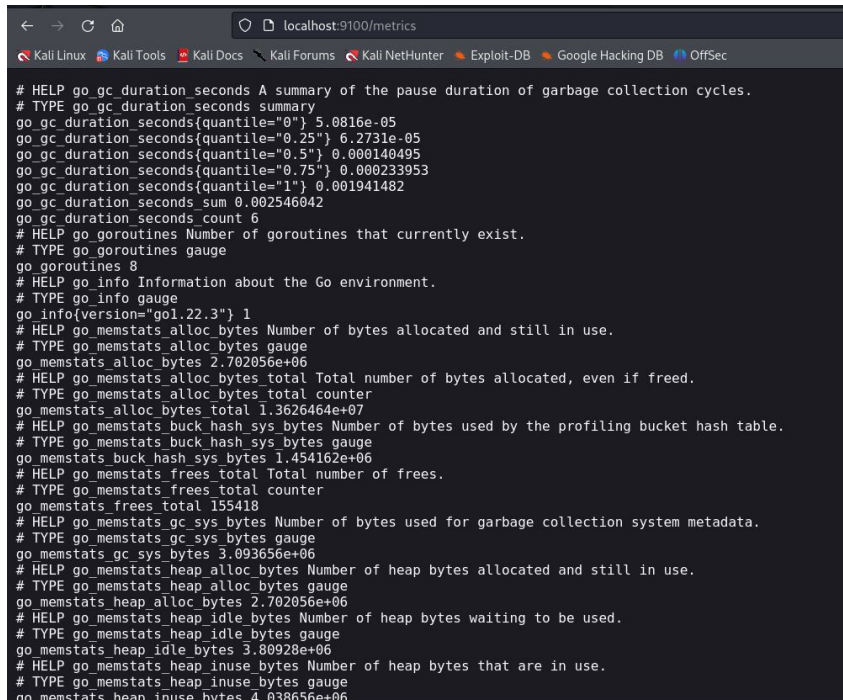 localhost:9100/metrics
Kali Linux Kali Tools Kali Docs Kali Forums Kali NetHunter Exploit-DB Google Hacking DB OffSec
# HELP go_gc_duration_seconds A summary of the pause duration of garbage collection cycles.
# TYPE go_gc_duration_seconds summary
go_gc_duration_seconds{quantile="0"} 5.0816e-05
go_gc_duration_seconds{quantile="0.25"} 6.2731e-05
go_gc_duration_seconds{quantile="0.5"} 0.000140495
go_gc_duration_seconds{quantile="0.75"} 0.000233953
go_gc_duration_seconds{quantile="1"} 0.001941482
go_gc_duration_seconds_sum 0.002546042
go_gc_duration_seconds_count 6
# HELP go_goroutines Number of goroutines that currently exist.
# TYPE go_goroutines gauge
go_goroutines 8
# HELP go_info Information about the Go environment.
# TYPE go_info gauge
go_info{version="go1.22.3"} 1
# HELP go_memstats_alloc_bytes Number of bytes allocated and still in use.
# TYPE go_memstats_alloc_bytes gauge
go_memstats_alloc_bytes 2.702056e+06
# HELP go_memstats_alloc_bytes_total Total number of bytes allocated, even if freed.
# TYPE go_memstats_alloc_bytes_total counter
go_memstats_alloc_bytes_total 1.3626464e+07
# HELP go_memstats_buck_hash_sys_bytes Number of bytes used by the profiling bucket hash table.
# TYPE go_memstats_buck_hash_sys_bytes gauge
go_memstats_buck_hash_sys_bytes 1.454162e+06
# HELP go_memstats_frees_total Total number of frees.
# TYPE go_memstats_frees_total counter
go_memstats_frees_total 155418
# HELP go_memstats_gc_sys_bytes Number of bytes used for garbage collection system metadata.
# TYPE go_memstats_gc_sys_bytes gauge
go_memstats_gc_sys_bytes 3.093656e+06
# HELP go_memstats_heap_alloc_bytes Number of heap bytes allocated and still in use.
# TYPE go_memstats_heap_alloc_bytes gauge
go_memstats_heap_alloc_bytes 2.702056e+06
# HELP go_memstats_heap_idle_bytes Number of heap bytes waiting to be used.
# TYPE go_memstats_heap_idle_bytes gauge
go_memstats_heap_idle_bytes 3.80928e+06
# HELP go_memstats_heap_inuse_bytes Number of heap bytes that are in use.
# TYPE go_memstats_heap_inuse_bytes gauge
go_memstats_heap_inuse_bytes 4.038656e+06